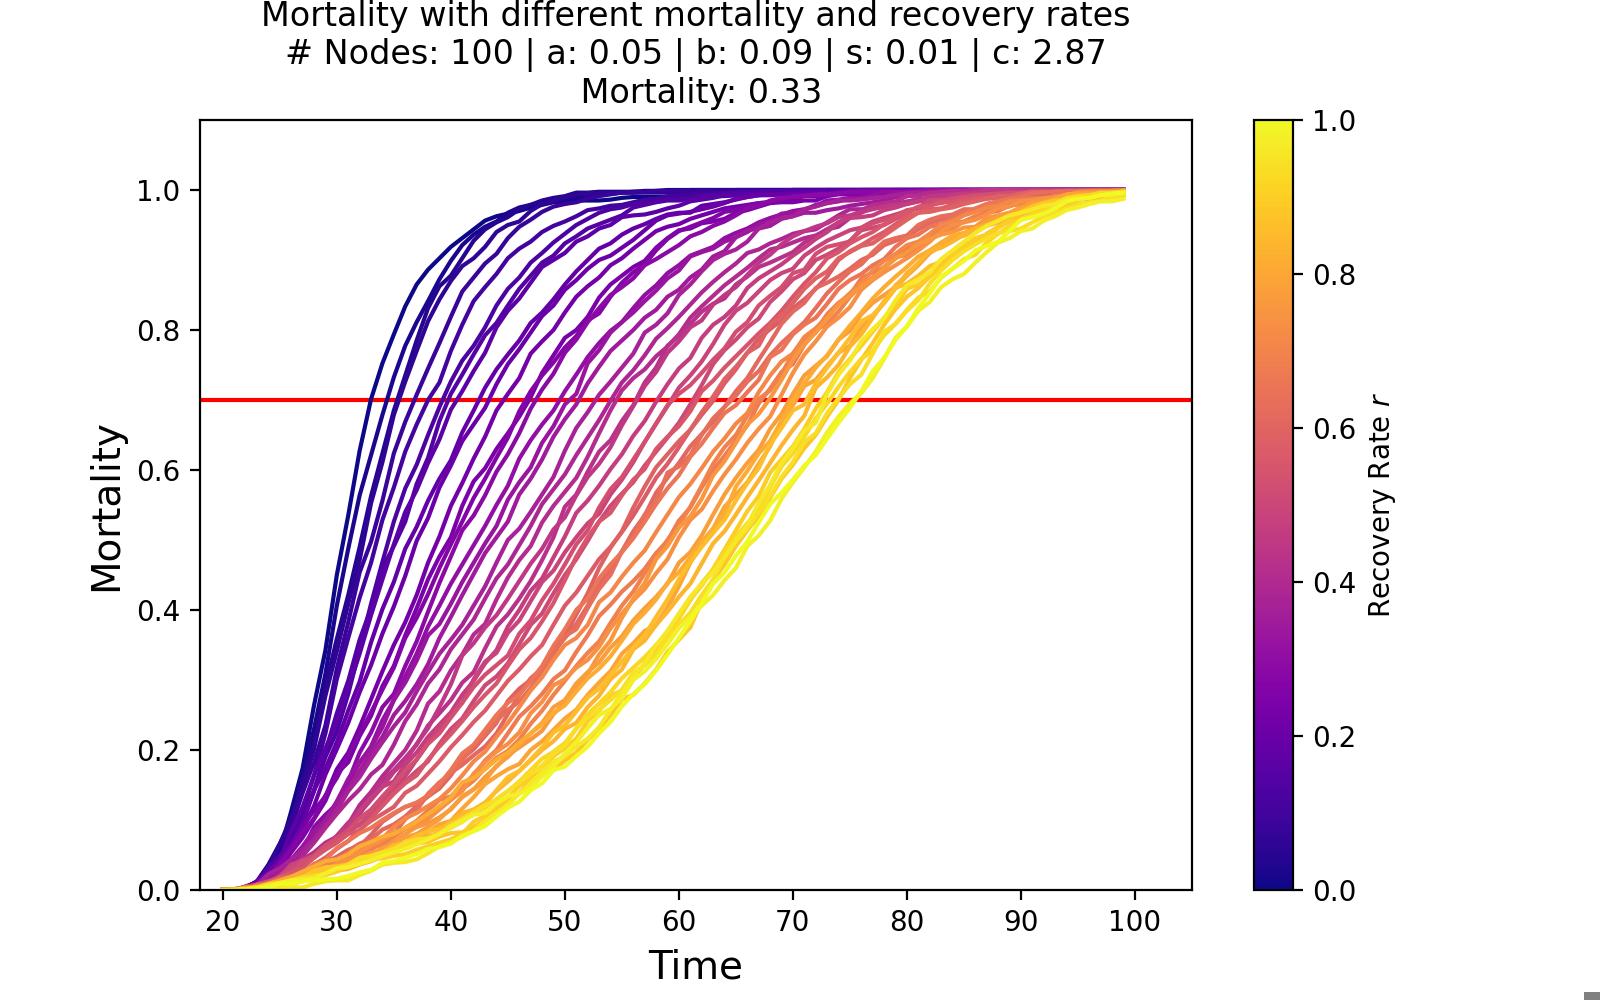 Mortality with different mortality and recovery rates
# Nodes: 100 | a: 0.05 | b: 0.09 | s: 0.01 | c: 2.87
Mortality: 0.33
Mortality
1.0
0.8
0.6
0.4
0.2
0.0
20 30 40 50 60 70 80 90 100
Time
1.0
0.8
0.6
0.4
0.2
0.0
Recovery Rate r